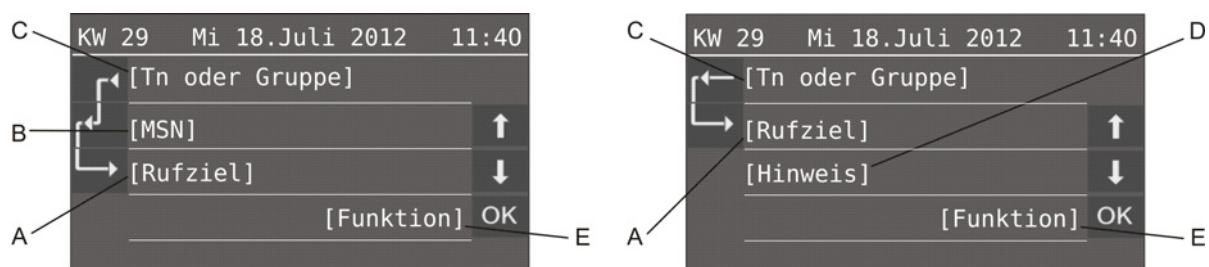 KW 29 Mi 18.Juli 2012 11:40
C
[Tn oder Gruppe]
B
[MSN]
[Rufziel]
A
[Funktion] OK
E
KW 29 Mi 18.Juli 2012 11:40
C
D
[Tn oder Gruppe]
[Rufziel]
[Hinweis]
A
[Funktion] OK
E